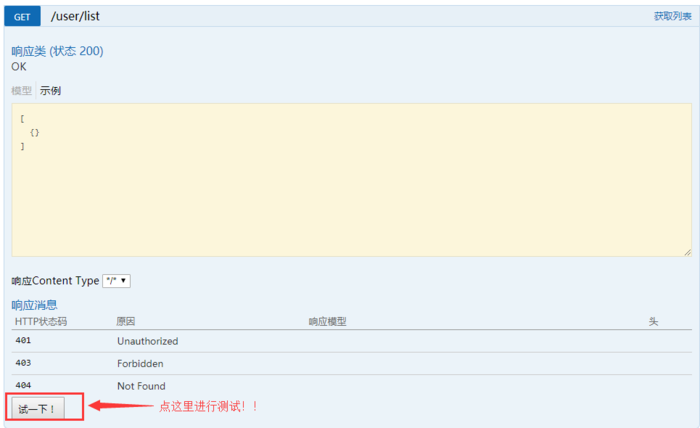 GET /user/list 获取列表
响应类 (状态 200)
OK
模型 示例
[
{}
]
响应Content Type */*
响应消息
HTTP状态码 原因 响应模型 头
401 Unauthorized
403 Forbidden
404 Not Found
试一下！ 点这里进行测试！！